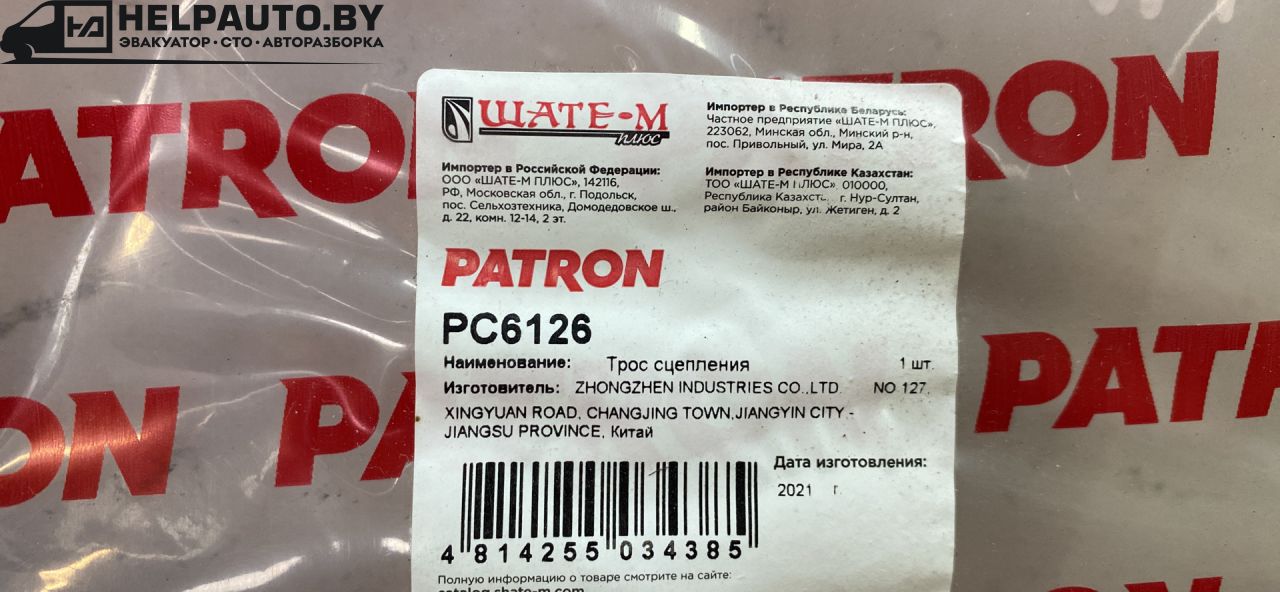 HELPAUTO.BY
ЭВАКУАТОР · СТО · АВТОРАЗБОРКА
PATRON
PATRON
ШАТЕ-М
плюс
Импортер в Республике Беларусь:
Частное предприятие «ШАТЕ-М ПЛЮС»,
223062, Минская обл., Минский р-н,
пос. Привольный, ул. Мира, 2А
Импортер в Российской Федерации:
ООО «ШАТЕ-М ПЛЮС», 142116,
РФ, Московская обл., г. Подольск,
пос. Сельхозтехника, Домодедовское ш.,
д. 22, комн. 12-14, 2 эт.
Импортер в Республике Казахстан:
ТОО «ШАТЕ-М ПЛЮС» 010000,
Республика г. Нур-Султан,
район Байконыр, ул. Жетиген, д. 2
PATRON
PC6126
Наименование: Трос сцепления 1 шт.
Изготовитель: ZHONGZHEN INDUSTRIES CO.,LTD. NO 127,
XINGYUAN ROAD, CHANGJING TOWN,JIANGYIN CITY -
JIANGSU PROVINCE, Китай
Дата изготовления:
2021 г.
4 814255 034385
Полную информацию о товаре смотрите на сайте:
catalog.shate-m.com